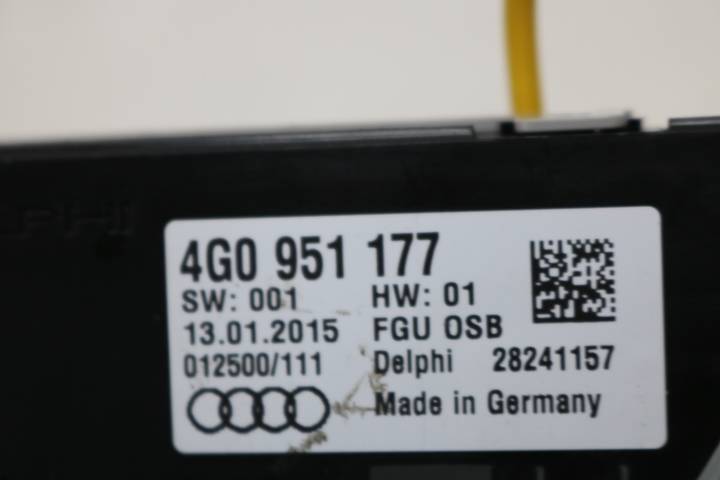 4G0 951 177
SW: 001 HW: 01
13.01.2015 FGU OSB
012500/111 Delphi 28241157
Made in Germany